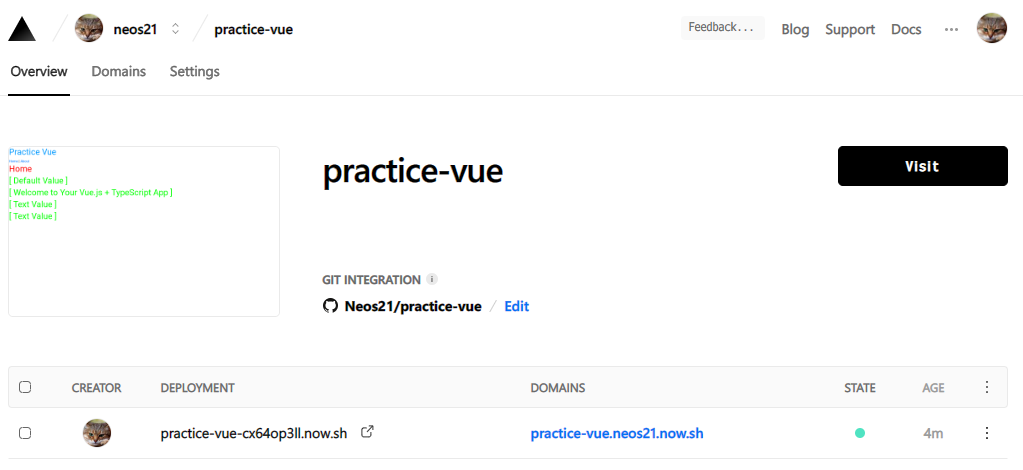 neos21 practice-vue Feedback... Blog Support Docs
Overview Domains Settings
Practice Vue
Home
[ Default Value ]
[ Welcome to Your Vue.js + TypeScript App ]
[ Text Value ]
[ Text Value ]
practice-vue
Visit
GIT INTEGRATION
Neos21/practice-vue / Edit
CREATOR DEPLOYMENT DOMAINS STATE AGE
practice-vue-cx64op3ll.now.sh practice-vue.neos21.now.sh 4m